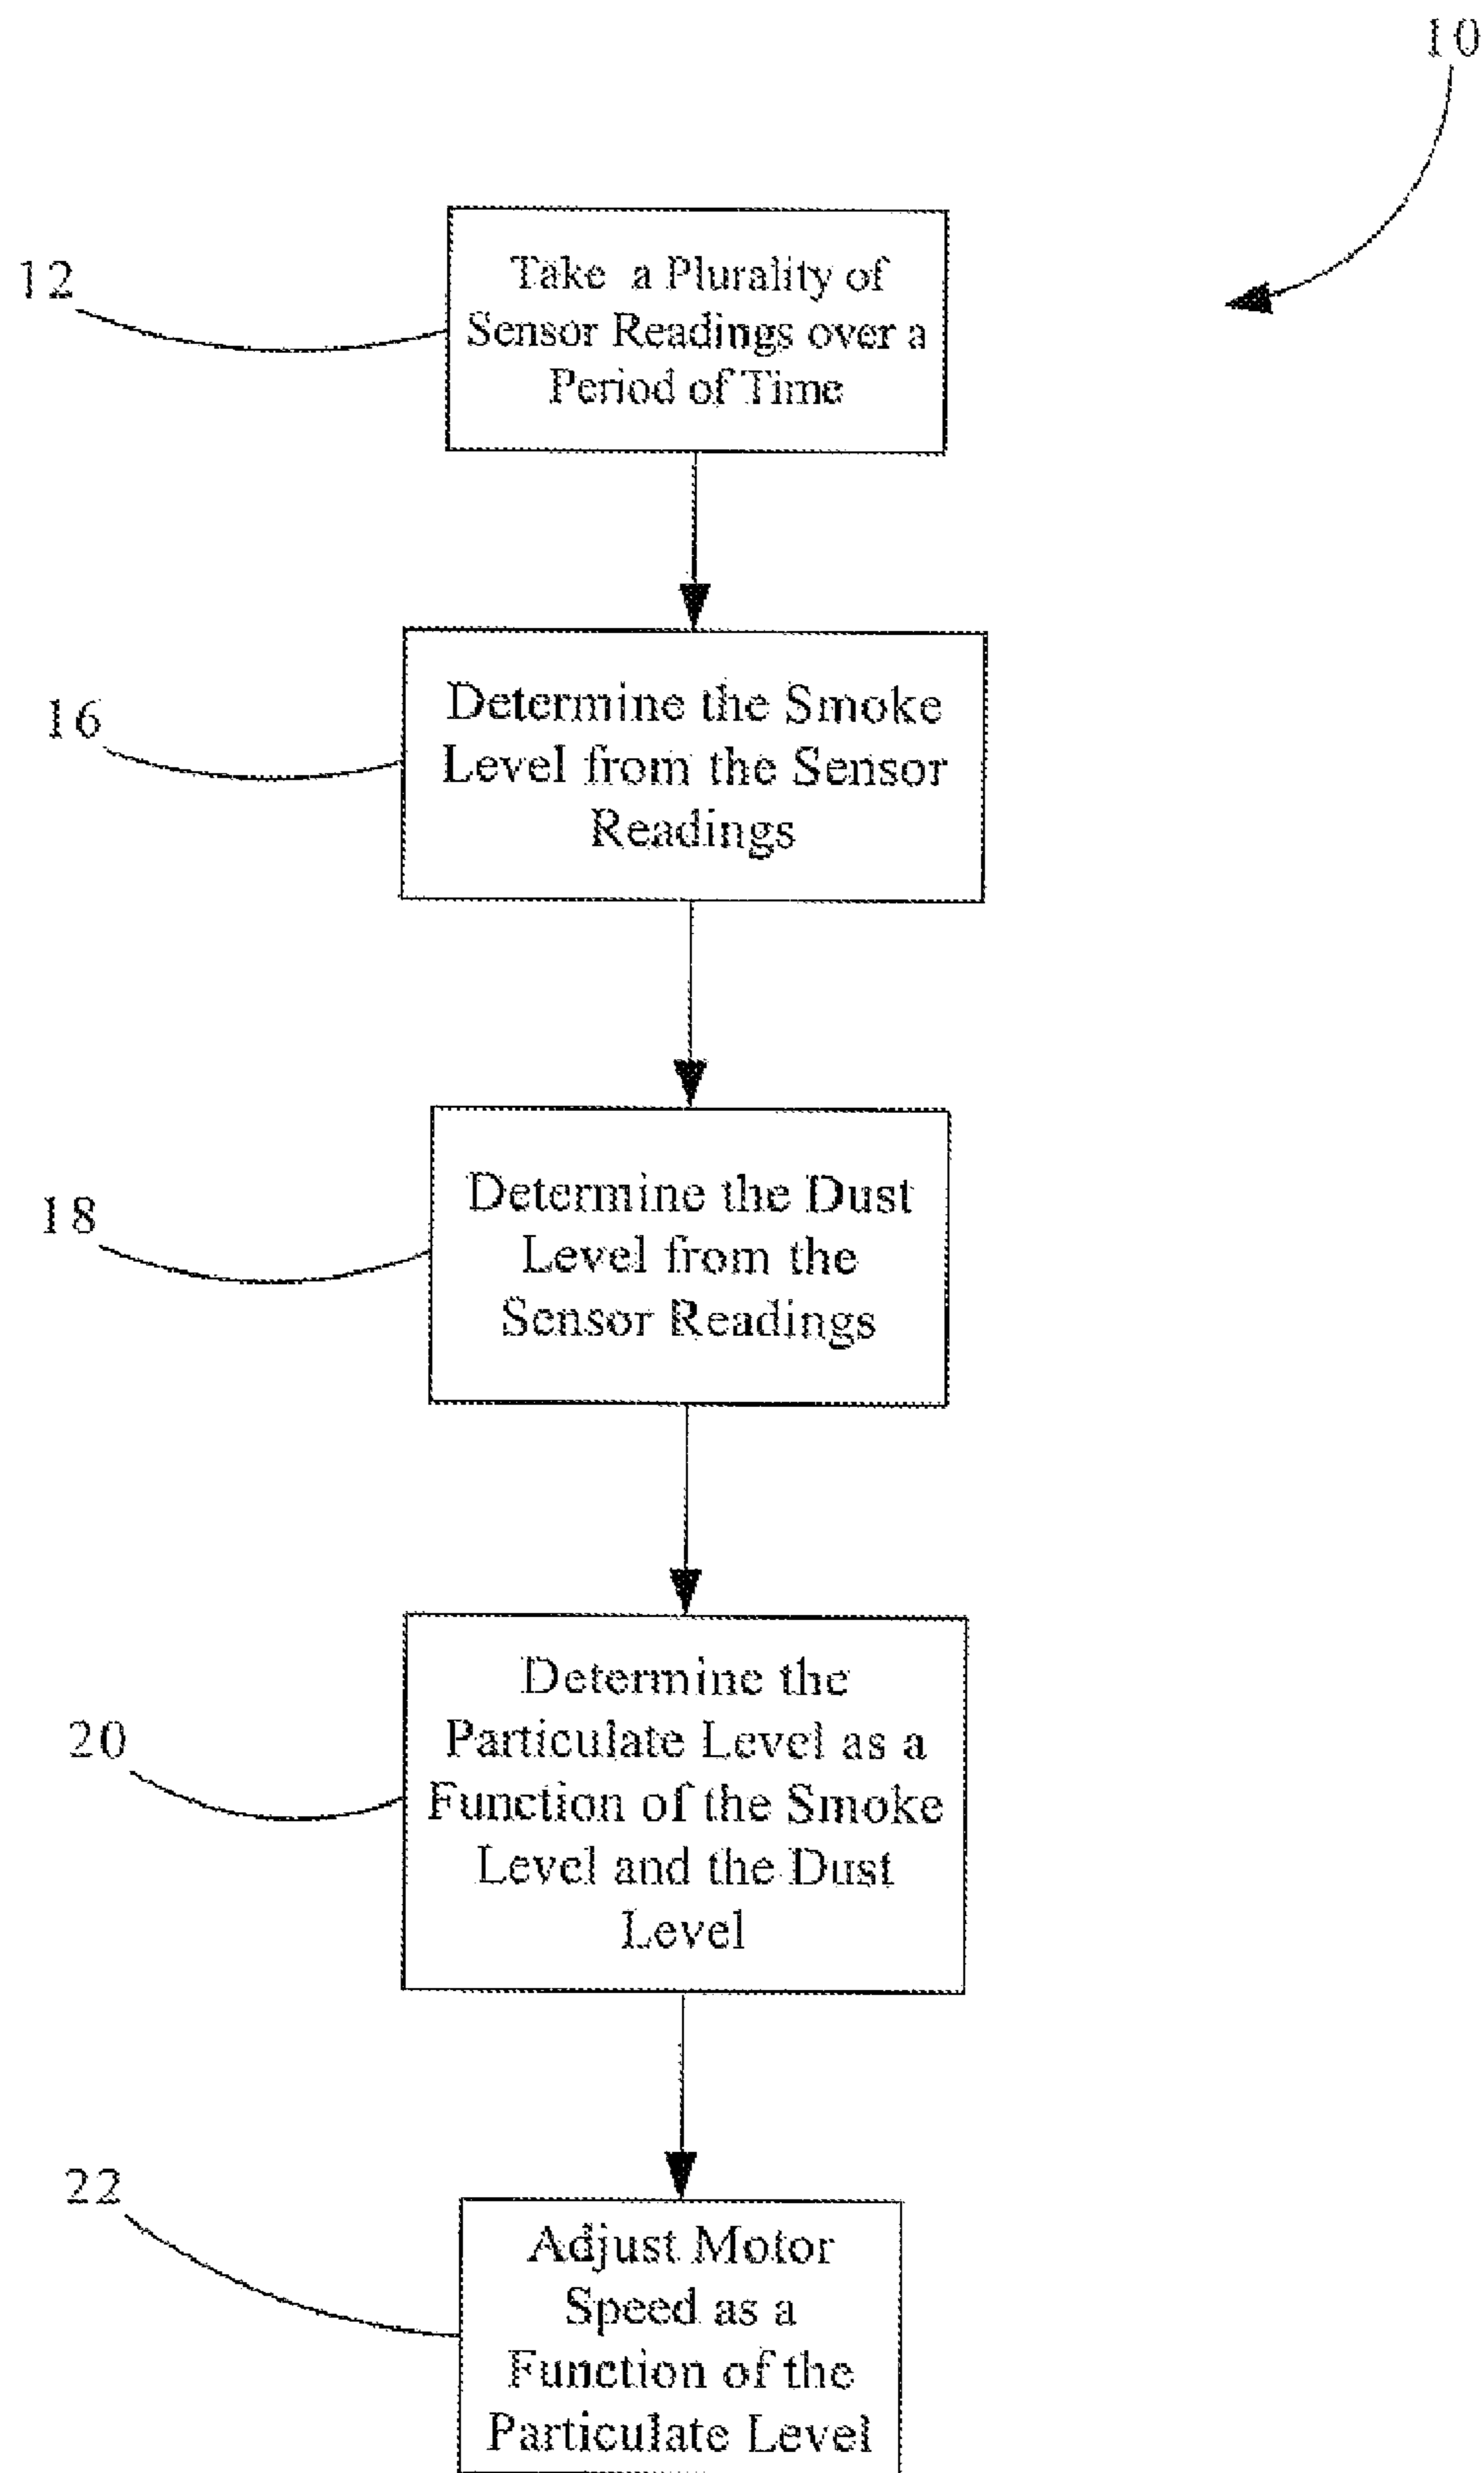 10
12
Take a Plurality of
Sensor Readings over a
Period of Time
16
Determine the Smoke
Level from the Sensor
Readings
18
Determine the Dust
Level from the
Sensor Readings
20
Determine the
Particulate Level as a
Function of the Smoke
Level and the Dust
Level
22
Adjust Motor
Speed as a
Function of the
Particulate Level